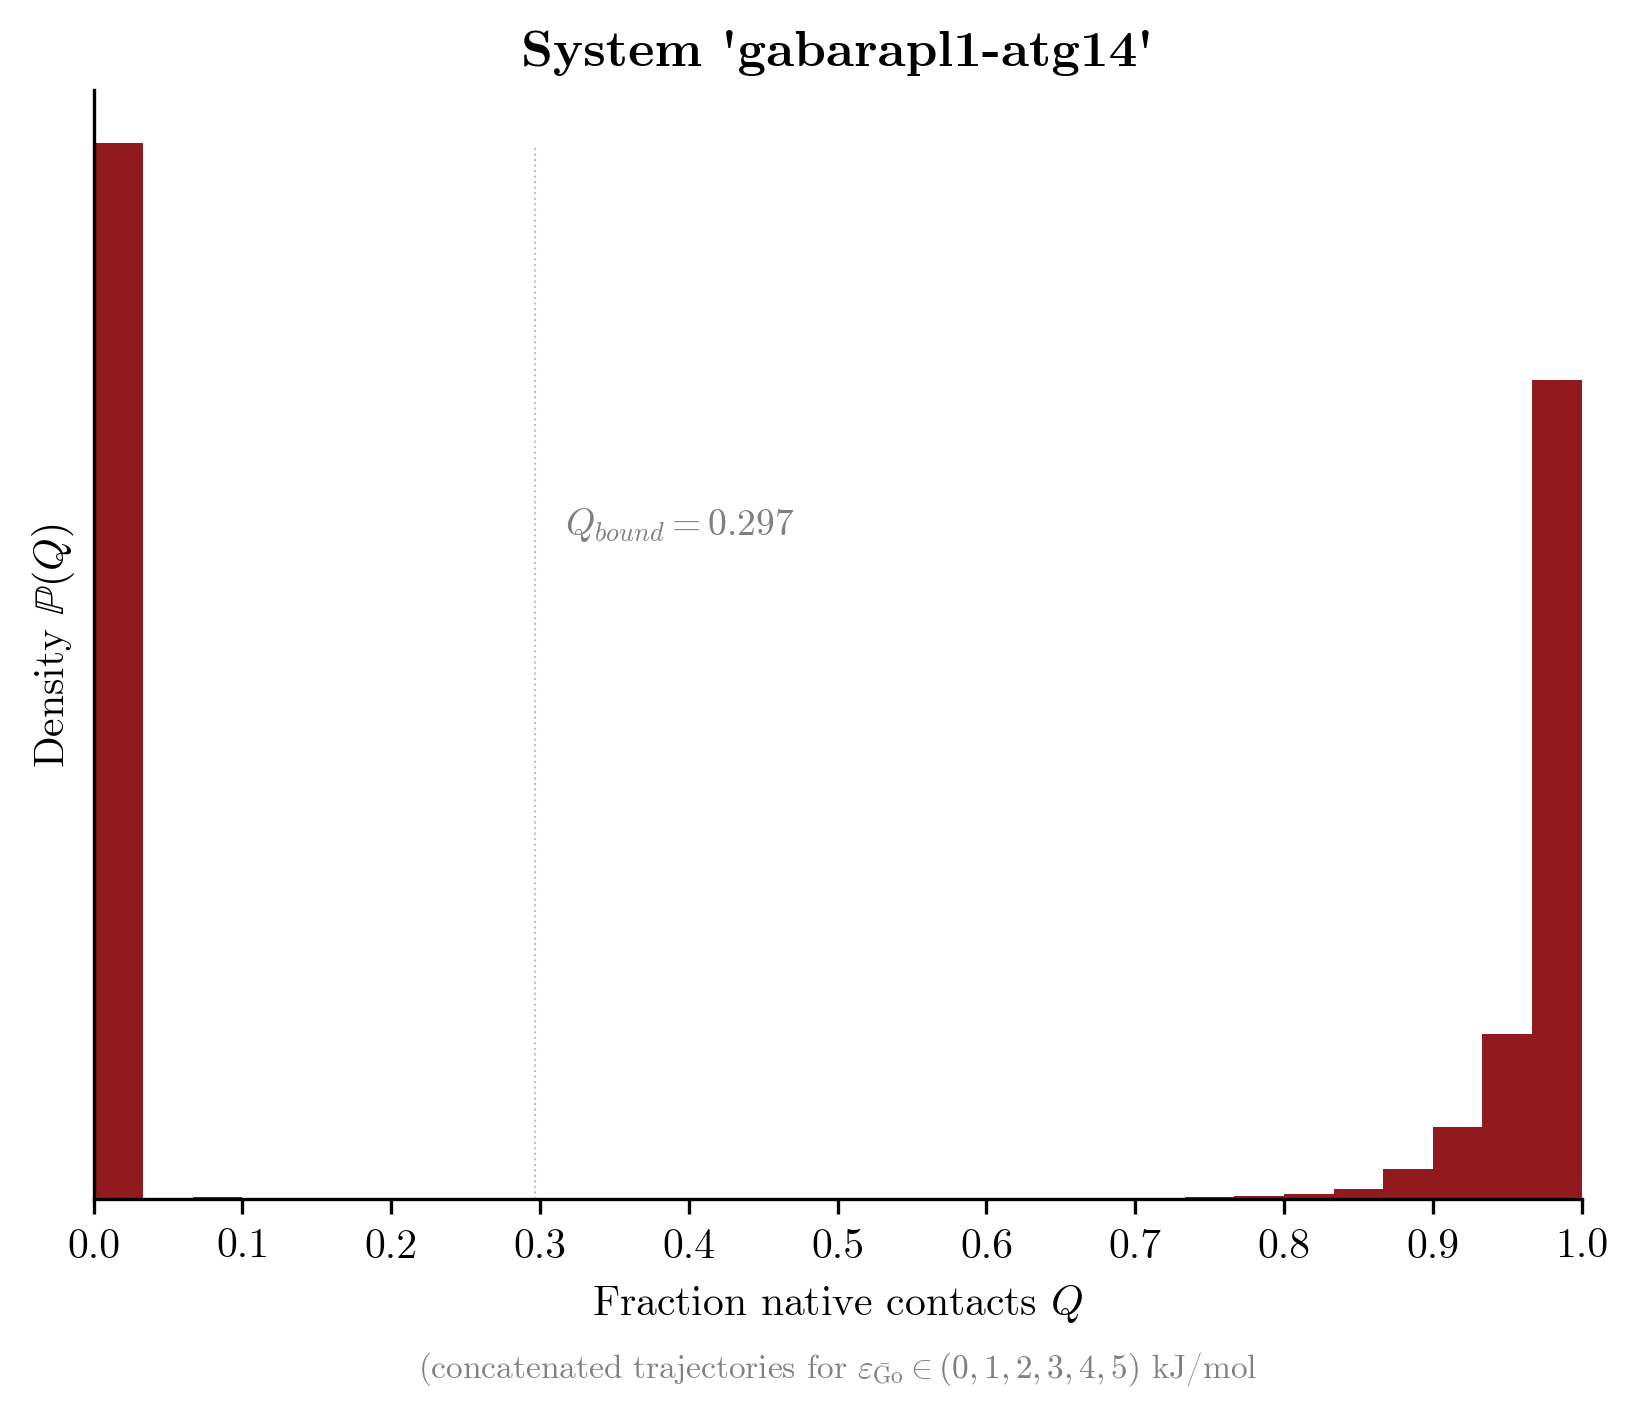 System 'gabarapl1-atg14'
Density ℙ(Q)
Q_bound = 0.297
0.0 0.1 0.2 0.3 0.4 0.5 0.6 0.7 0.8 0.9 1.0
Fraction native contacts Q
(concatenated trajectories for ε_Ḡo ∈ (0, 1, 2, 3, 4, 5) kJ/mol